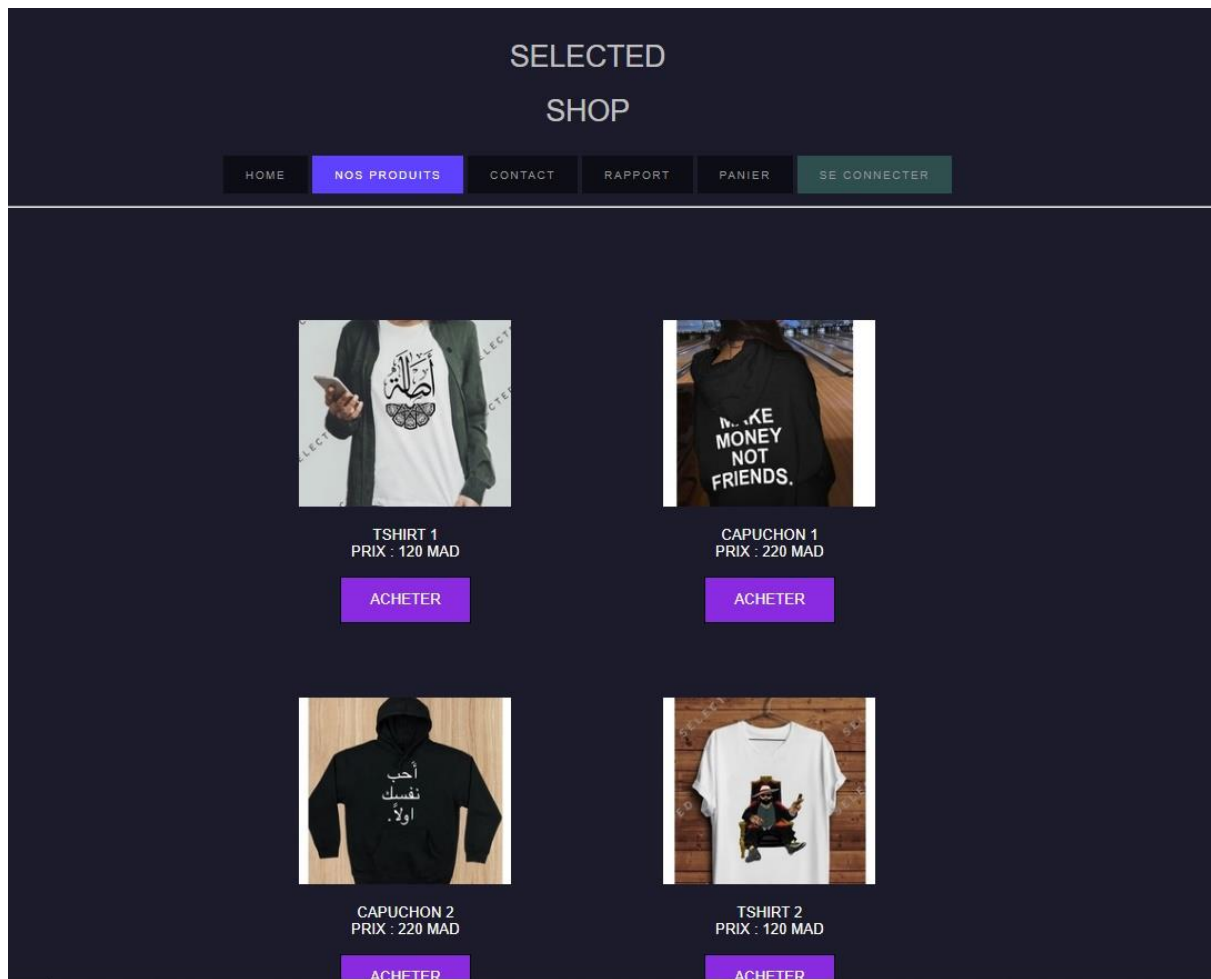 SELECTED
SHOP
HOME NOS PRODUITS CONTACT RAPPORT PANIER SE CONNECTER
أصالة
MAKE
MONEY
NOT
FRIENDS.
TSHIRT 1
PRIX : 120 MAD
CAPUCHON 1
PRIX : 220 MAD
ACHETER
ACHETER
أحب
نفسك
اولاً.
SELECTED
CAPUCHON 2
PRIX : 220 MAD
TSHIRT 2
PRIX : 120 MAD
ACHETER
ACHETER